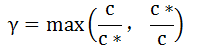 γ = max(c/c*, c*/c)